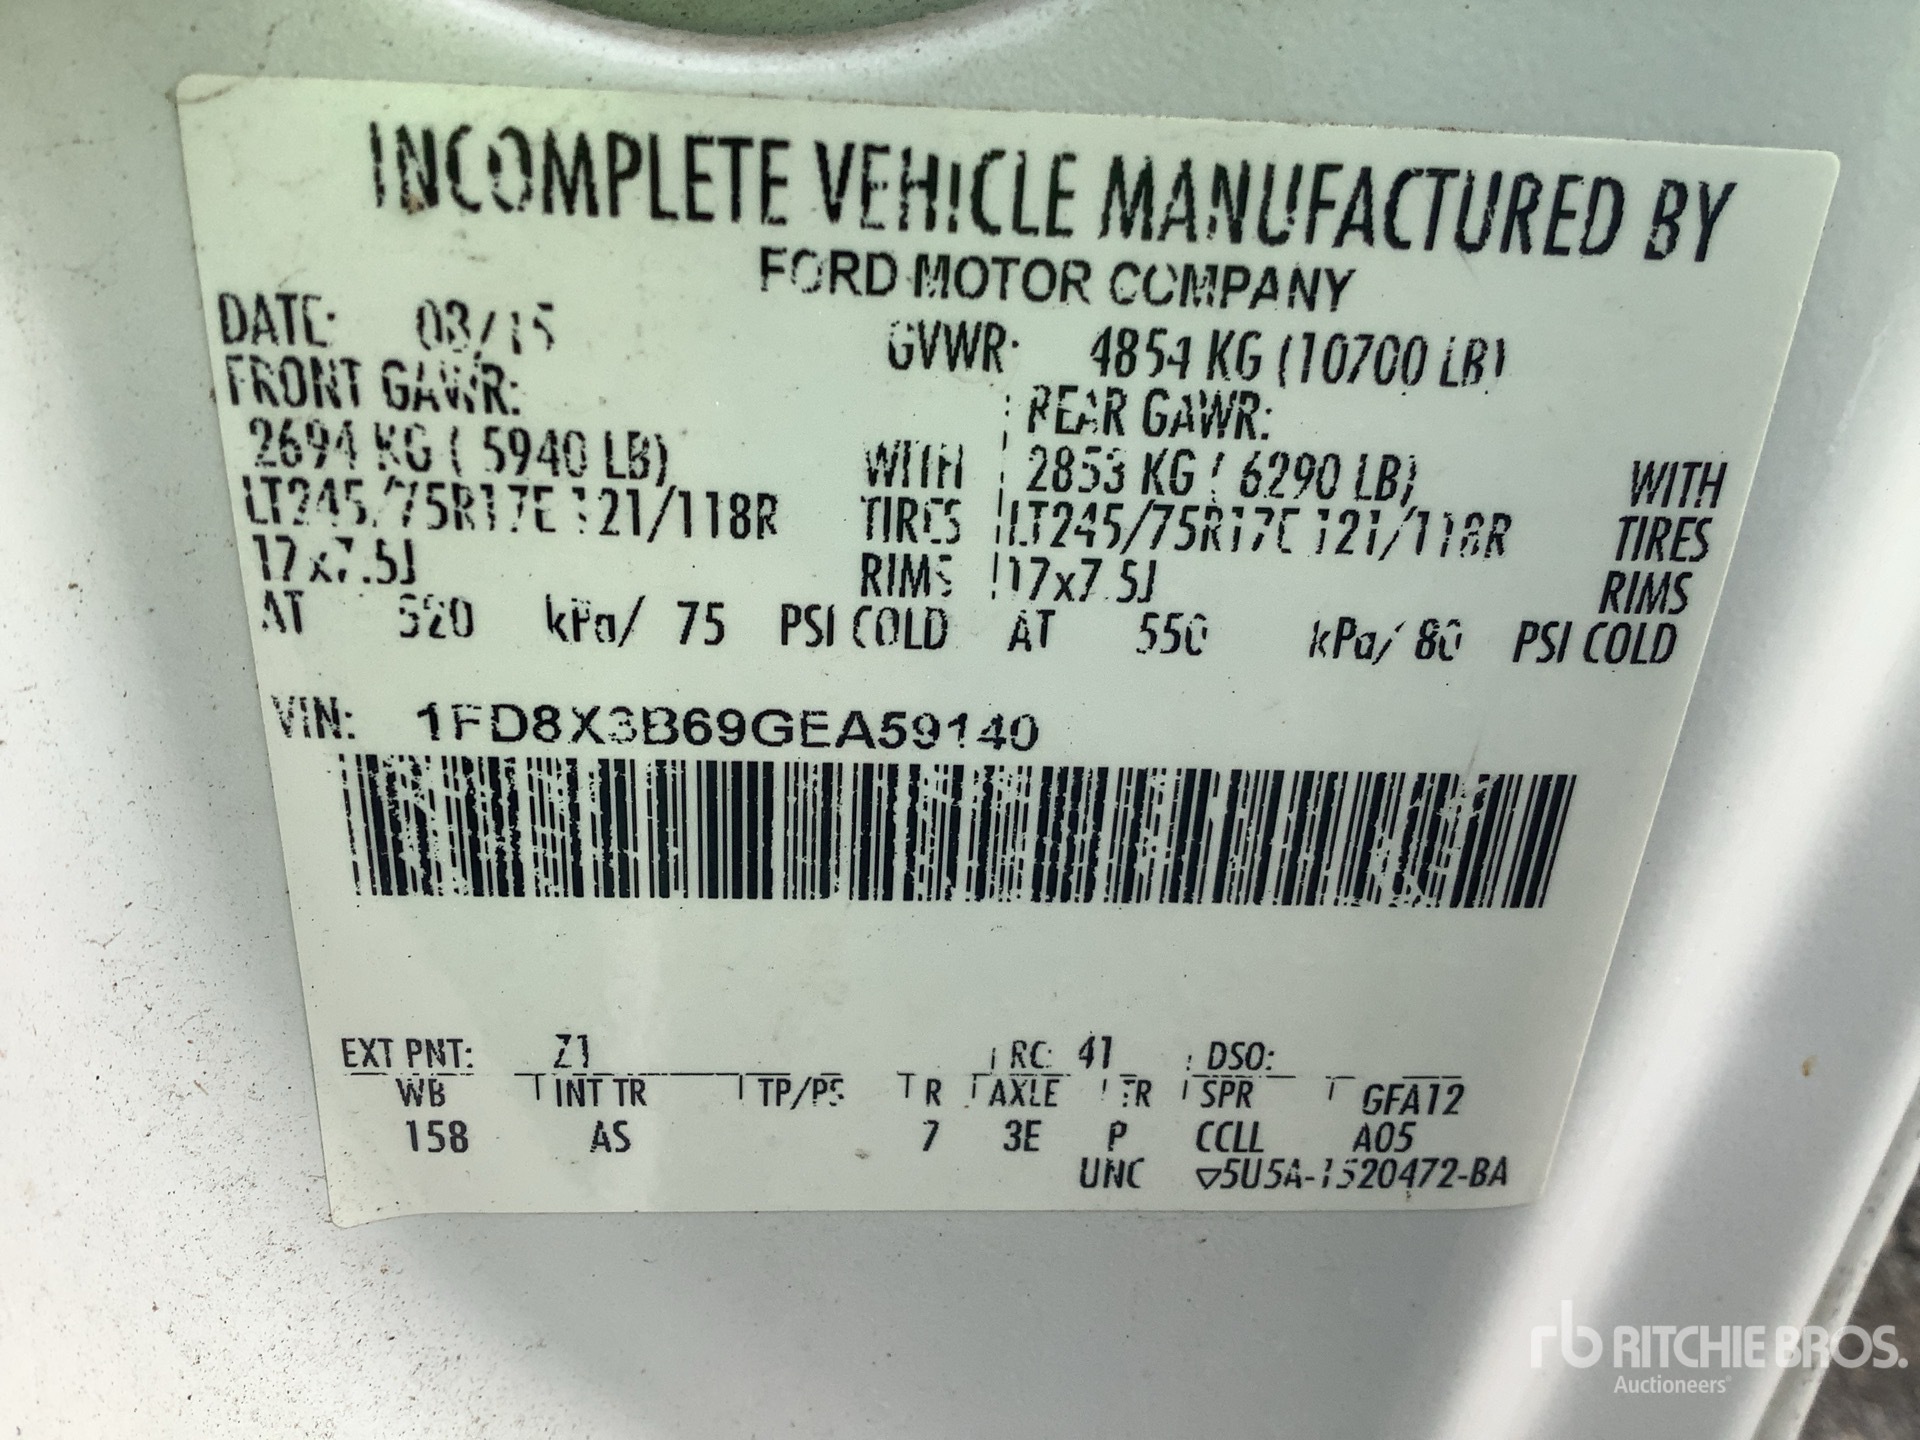 INCOMPLETE VEHICLE MANUFACTURED BY
FORD MOTOR COMPANY
DATE: 03/15 GVWR: 4854 KG (10700 LB)
FRONT GAWR: REAR GAWR:
2694 KG ( 5940 LB) WITH 2853 KG ( 6290 LB) WITH
LT245/75R17E 121/118R TIRES LT245/75R17E 121/118R TIRES
17x7.5J RIMS 17x7.5J RIMS
AT 520 kPa/ 75 PSI COLD AT 550 kPa/ 80 PSI COLD
VIN: 1FD8X3B69GEA59140
EXT PNT: Z1 RC: 41 DSO:
WB INT TR TP/PS R AXLE TR SPR GFA12
158 AS 7 3E P CCLL A05
UNC ▽5U5A-1520472-BA
rb RITCHIE BROS.
Auctioneers